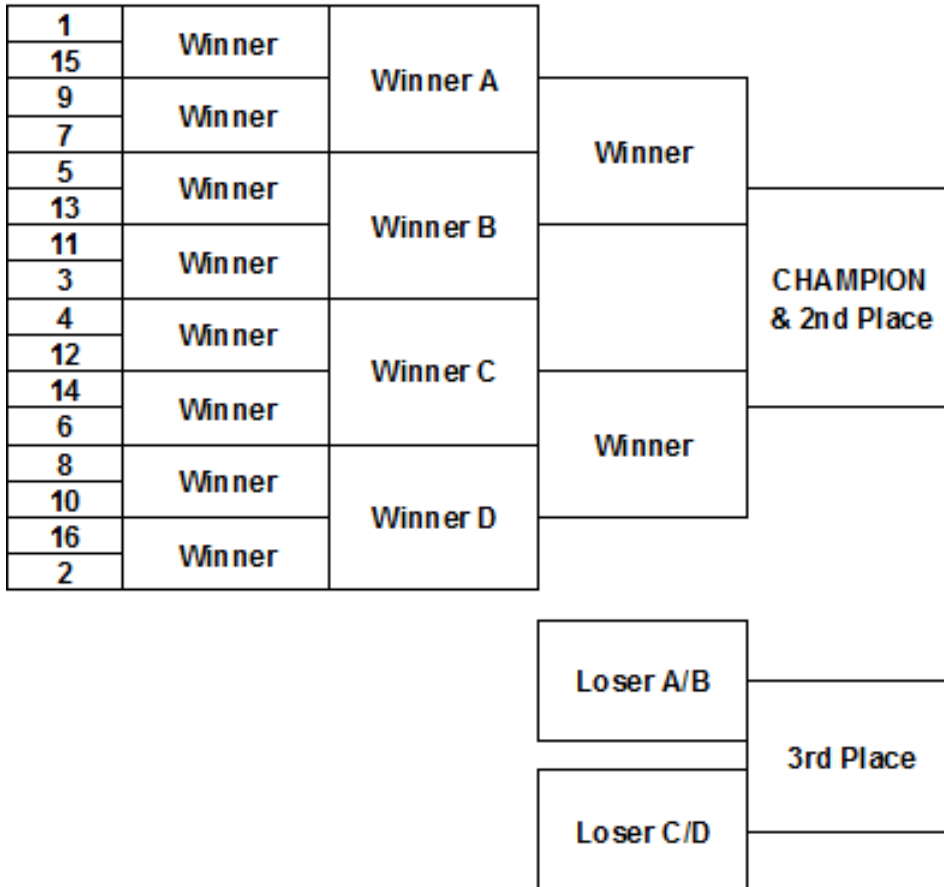 1
15
Winner
9
7
Winner
Winner A
5
13
Winner
11
3
Winner
Winner B
4
12
Winner
14
6
Winner
Winner C
8
10
Winner
16
2
Winner
Winner D
Winner
Winner
CHAMPION
& 2nd Place
Loser A/B
Loser C/D
3rd Place